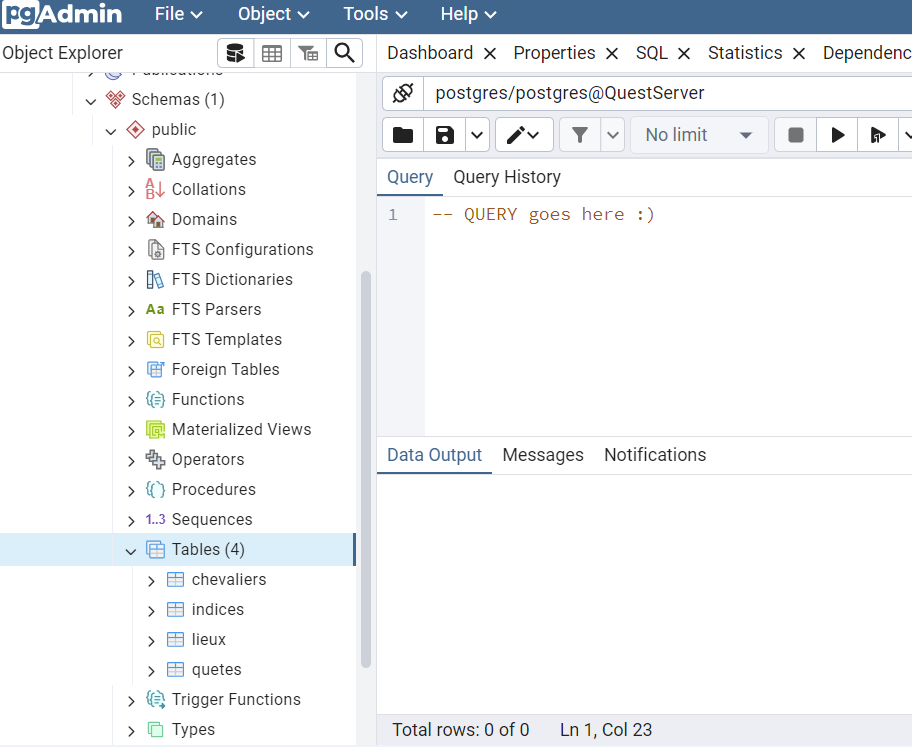 pgAdmin File Object Tools Help
Object Explorer
Publications
Schemas (1)
public
Aggregates
Collations
Domains
FTS Configurations
FTS Dictionaries
Aa FTS Parsers
FTS Templates
Foreign Tables
Functions
Materialized Views
Operators
Procedures
1..3 Sequences
Tables (4)
chevaliers
indices
lieux
quetes
Trigger Functions
Types
Dashboard Properties SQL Statistics Dependenc
postgres/postgres@QuestServer
No limit
Query Query History
1 -- QUERY goes here :)
Data Output Messages Notifications
Total rows: 0 of 0 Ln 1, Col 23